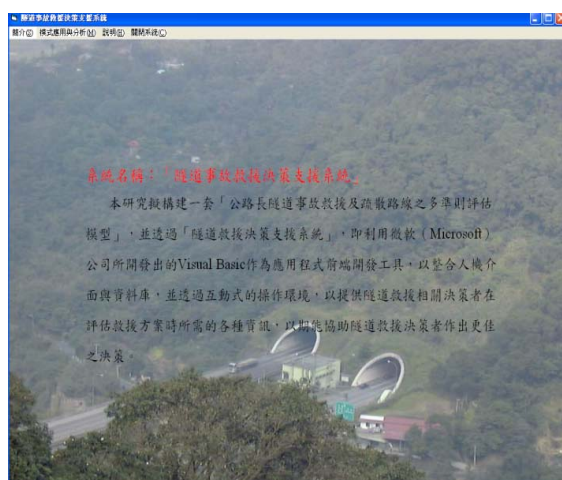 隧道事故救援決策支援系統
簡介(I) 模式應用與分析(M) 說明(E) 關閉系統(C)
系統名稱:「隧道事故救援決策支援系統」
本研究擬構建一套「公路長隧道事故救援及疏散路線之多準則評估
模型」,並透過「隧道救援決策支援系統」,即利用微軟(Microsoft)
公司所開發出的Visual Basic作為應用程式前端開發工具。以整合人機介
面與資料庫,並透過互動式的操作環境,以提供隧道救援相關決策者在
評估救援方案時所需的各種資訊,以期能協助隧道救援決策者作出更佳
之決策。